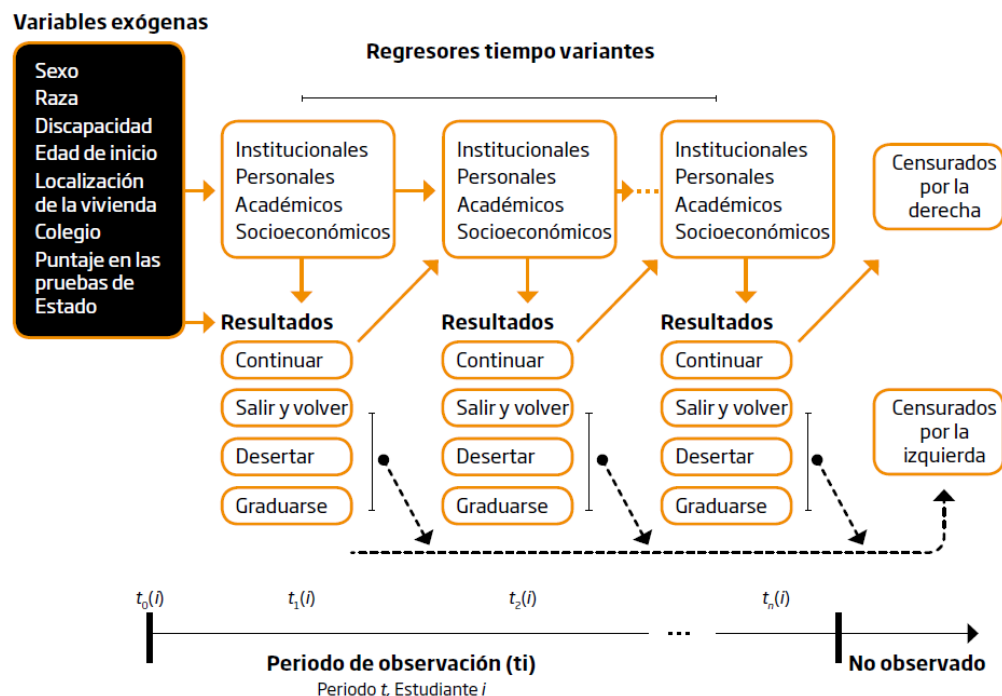 Variables exógenas
Sexo
Raza
Discapacidad
Edad de inicio
Localización
de la vivienda
Colegio
Puntaje en las
pruebas de
Estado
Regresores tiempo variantes
Institucionales
Personales
Académicos
Socioeconómicos
Institucionales
Personales
Académicos
Socioeconómicos
Institucionales
Personales
Académicos
Socioeconómicos
Censurados
por la
derecha
Resultados
Continuar
Salir y volver
Desertar
Graduarse
Resultados
Continuar
Salir y volver
Desertar
Graduarse
Resultados
Continuar
Salir y volver
Desertar
Graduarse
Censurados
por la
izquierda
t₀(i)
t₁(i)
t₂(i)
...
tₙ(i)
Periodo de observación (ti)
Periodo t, Estudiante i
No observado